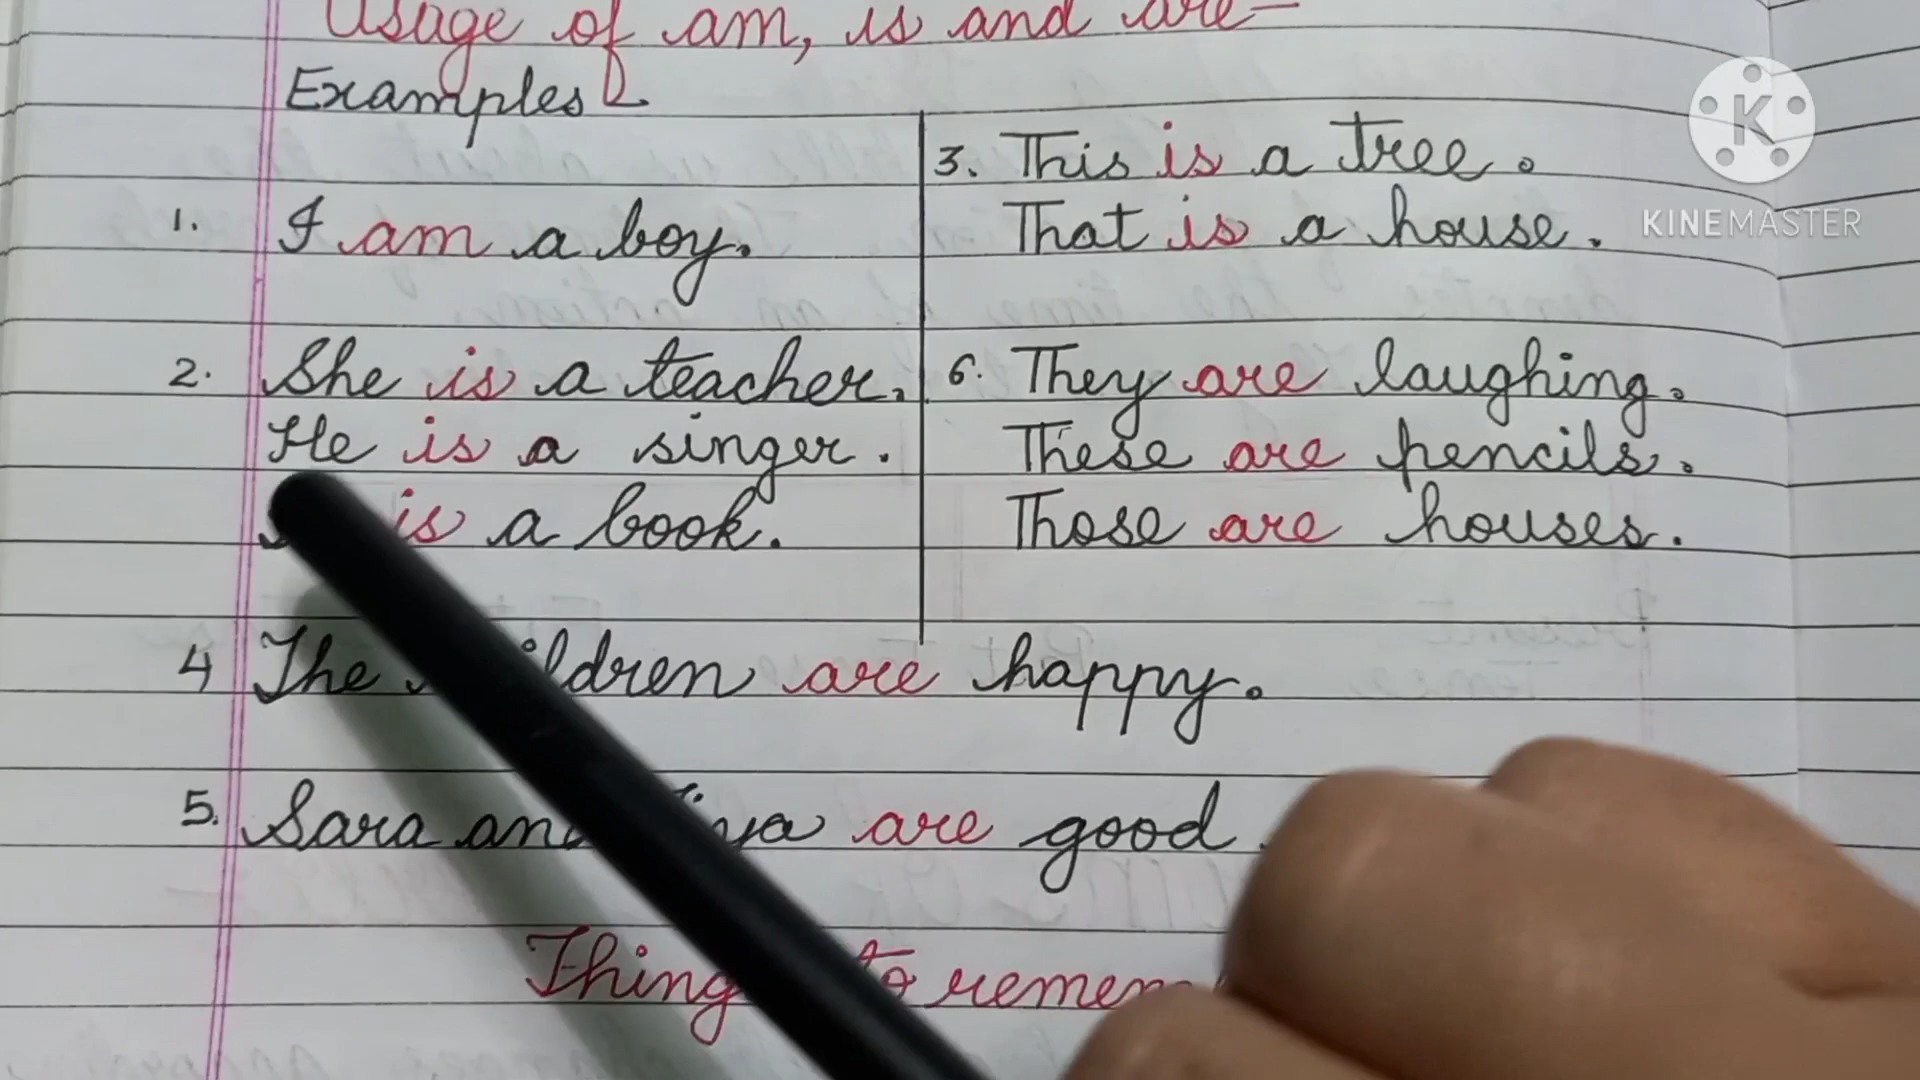 Usage of am, is and are-
Examples
1. I am a boy.
2. She is a teacher.
He is a singer.
is a book.
3. This is a tree.
That is a house.
6. They are laughing.
These are pencils.
Those are houses.
4 The are happy.
5. Sara are good.
to
KINEMASTER